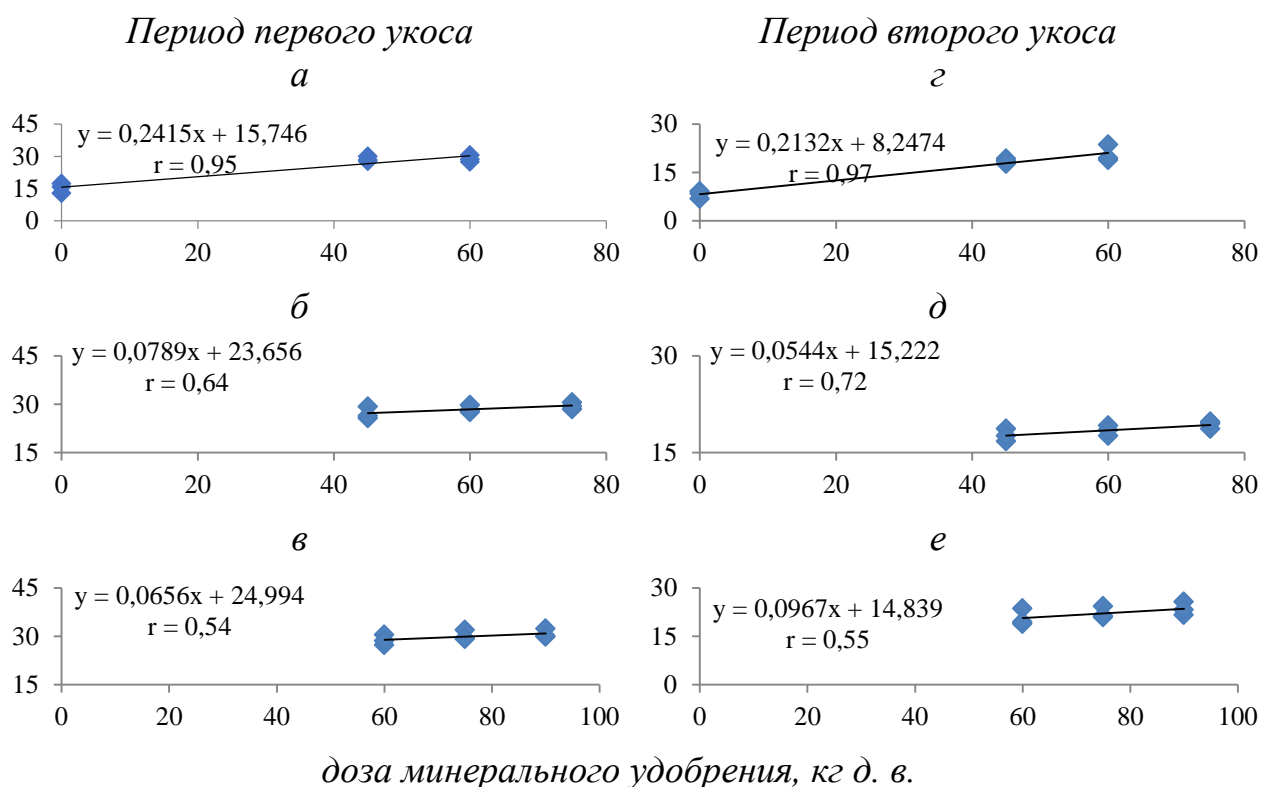 Период первого укоса
Период второго укоса
а
г
45
30
15
0
y = 0,2415x + 15,746
r = 0,95
0 20 40 60 80
30
15
0
y = 0,2132x + 8,2474
r = 0,97
0 20 40 60 80
б
д
45
30
15
y = 0,0789x + 23,656
r = 0,64
0 20 40 60 80
30
15
y = 0,0544x + 15,222
r = 0,72
0 20 40 60 80
в
е
45
30
15
y = 0,0656x + 24,994
r = 0,54
0 20 40 60 80 100
30
15
0
y = 0,0967x + 14,839
r = 0,55
0 20 40 60 80 100
доза минерального удобрения, кг д. в.